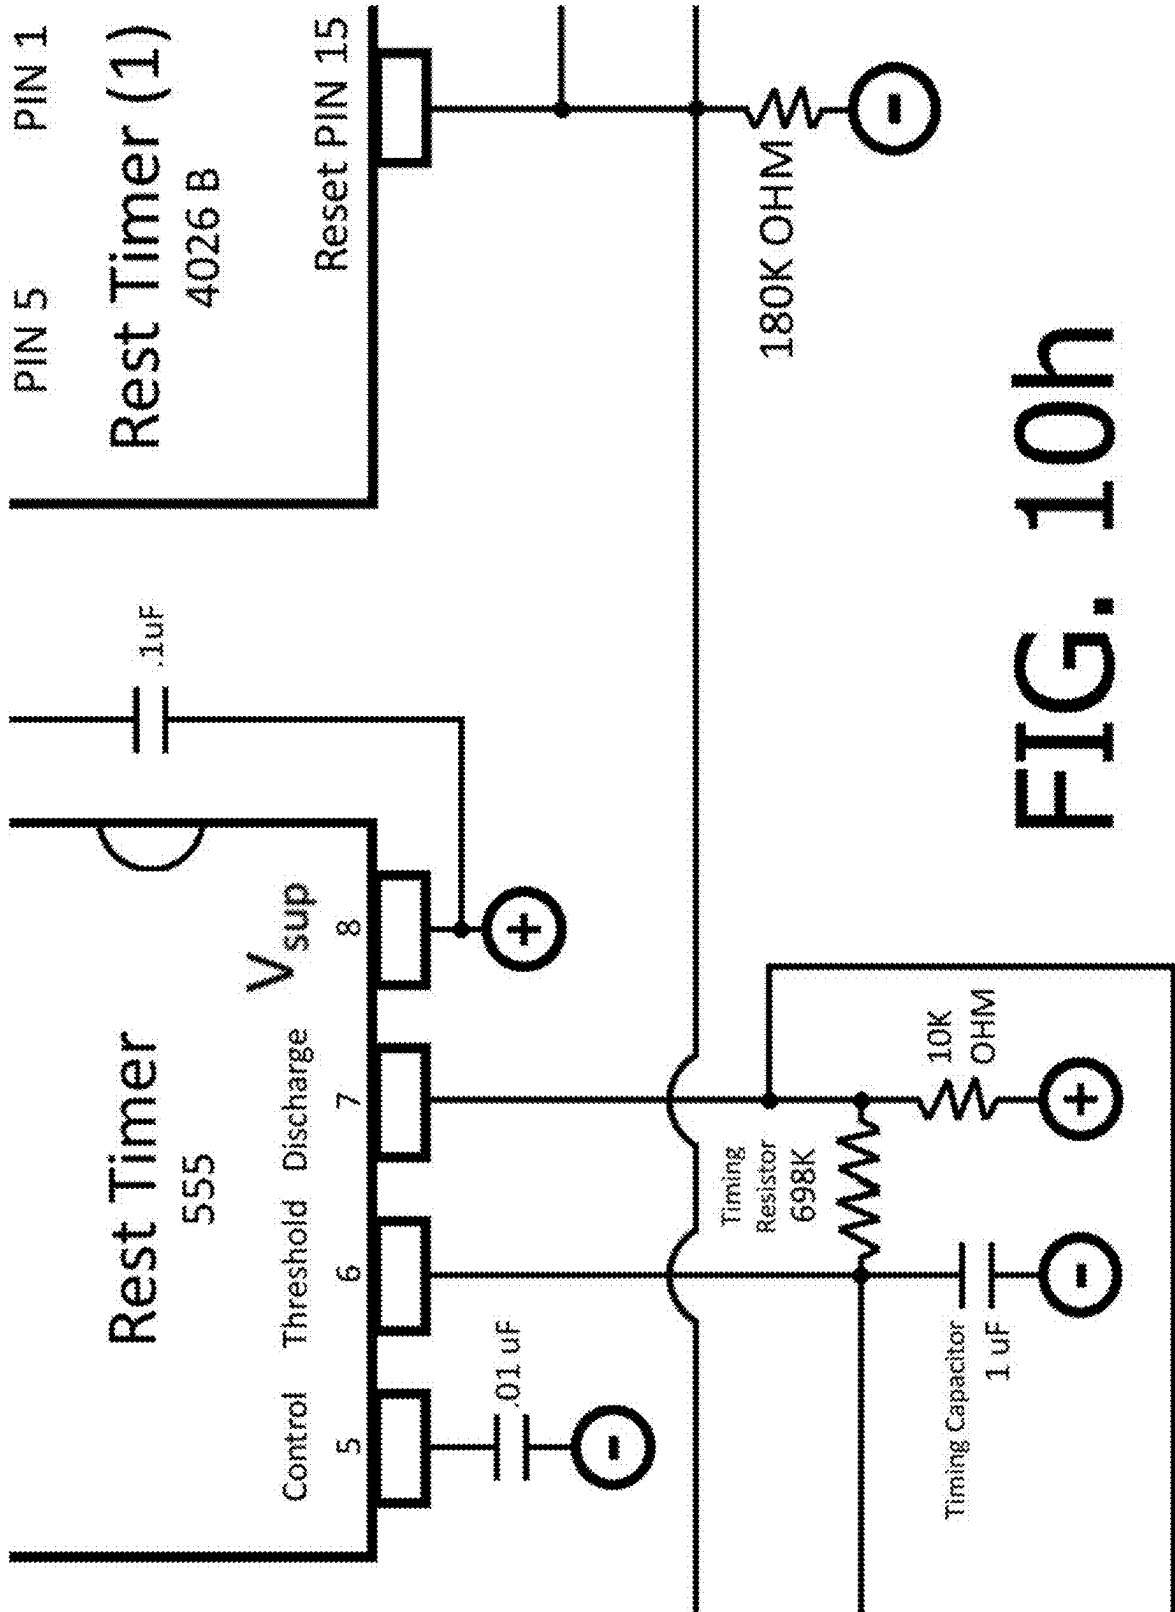 Rest Timer
555
V sup
Control
Threshold
Discharge
5
6
7
8
.1uF
PIN 5
PIN 1
Rest Timer (1)
4026 B
Reset PIN 15
.01 uF
-
+
Timing
Resistor
698K
180K OHM
-
10K
OHM
Timing Capacitor
1 uF
-
+
FIG. 10h